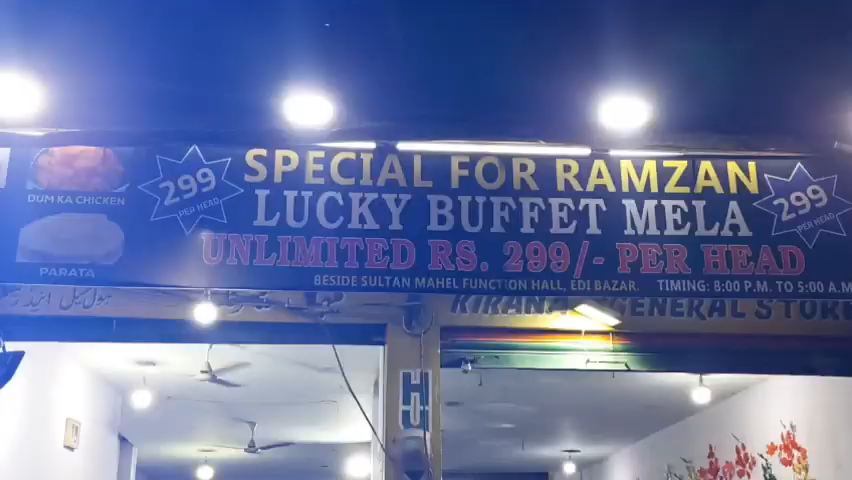 SPECIAL FOR RAMZAN
LUCKY BUFFET MELA
UNLIMITED RS. 299/- PER HEAD
BESIDE SULTAN MAHEL FUNCTION HALL, EDI BAZAR. TIMING: 8:00 P.M. TO 5:00 A.M
299
PER HEAD
299
PER HEAD
DUM KA CHICKEN
PARATA
KIRANA GENERAL STORE